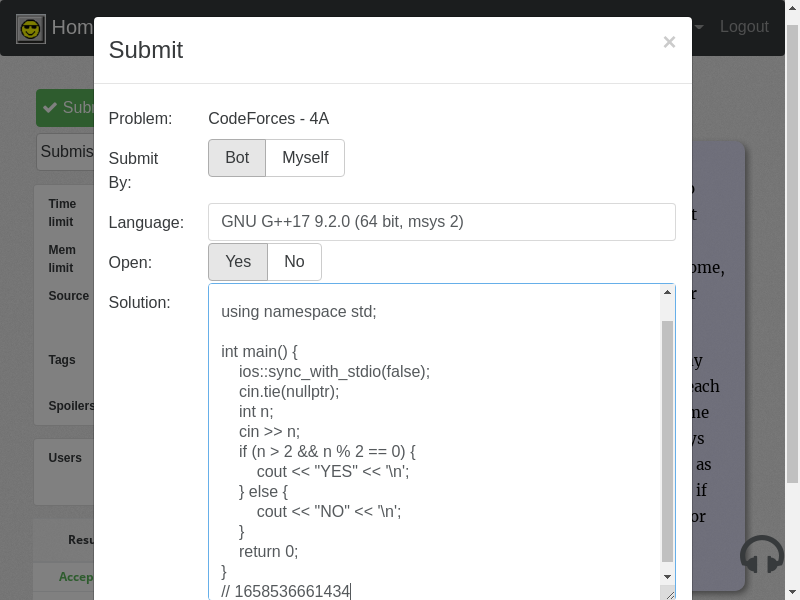 Hom
Logout
Submit
×
Problem:
CodeForces - 4A
Submit By:
Bot
Myself
Language:
GNU G++17 9.2.0 (64 bit, msys 2)
Open:
Yes
No
Solution:
using namespace std;
int main() {
ios::sync_with_stdio(false);
cin.tie(nullptr);
int n;
cin >> n;
if (n > 2 && n % 2 == 0) {
cout << "YES" << '\n';
} else {
cout << "NO" << '\n';
}
return 0;
}
// 1658536661434
Subm
Submis
Time limit
Mem limit
Source
Tags
Spoilers
Users
Resu
Accep
ome,
each
me
as
if
or